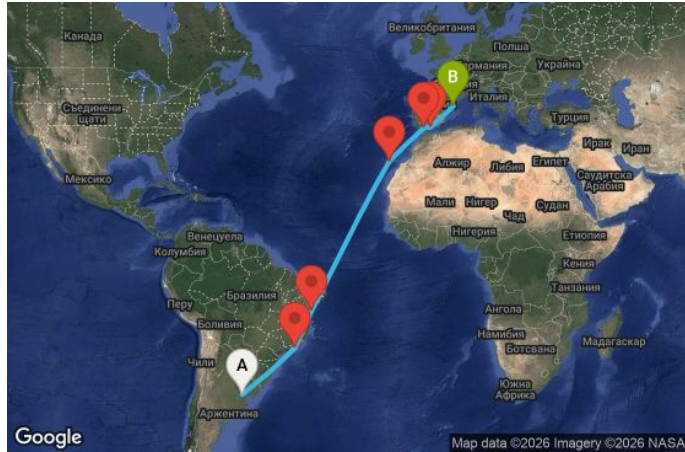 Канада
Великобритания
Полша
Германия
Украйна
Съединени
щати
Италия
Турция
Ирак
Иран
Алжир
Либия
Египет
Саудитска
Арабия
Мексико
Мали
Нигер
Судан
Чад
Венецуела
Нигерия
Етиопия
Колумбия
Кения
Бразилия
Танзания
Перу
Ангола
Боливия
Намибия
Мадагаскар
Ботсвана
Чили
Южна
Африка
Аржентина
A
B
Google
Map data ©2026 Imagery ©2026 NASA